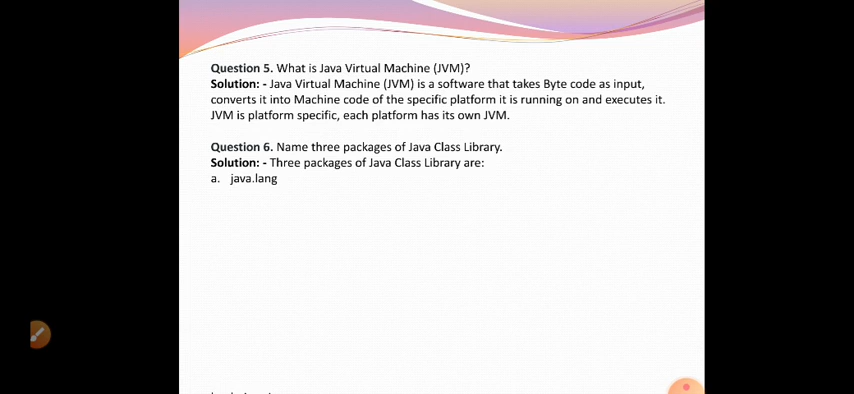 Question 5. What is Java Virtual Machine (JVM)?
Solution: - Java Virtual Machine (JVM) is a software that takes Byte code as input,
converts it into Machine code of the specific platform it is running on and executes it.
JVM is platform specific, each platform has its own JVM.
Question 6. Name three packages of Java Class Library.
Solution: - Three packages of Java Class Library are:
a. java.lang